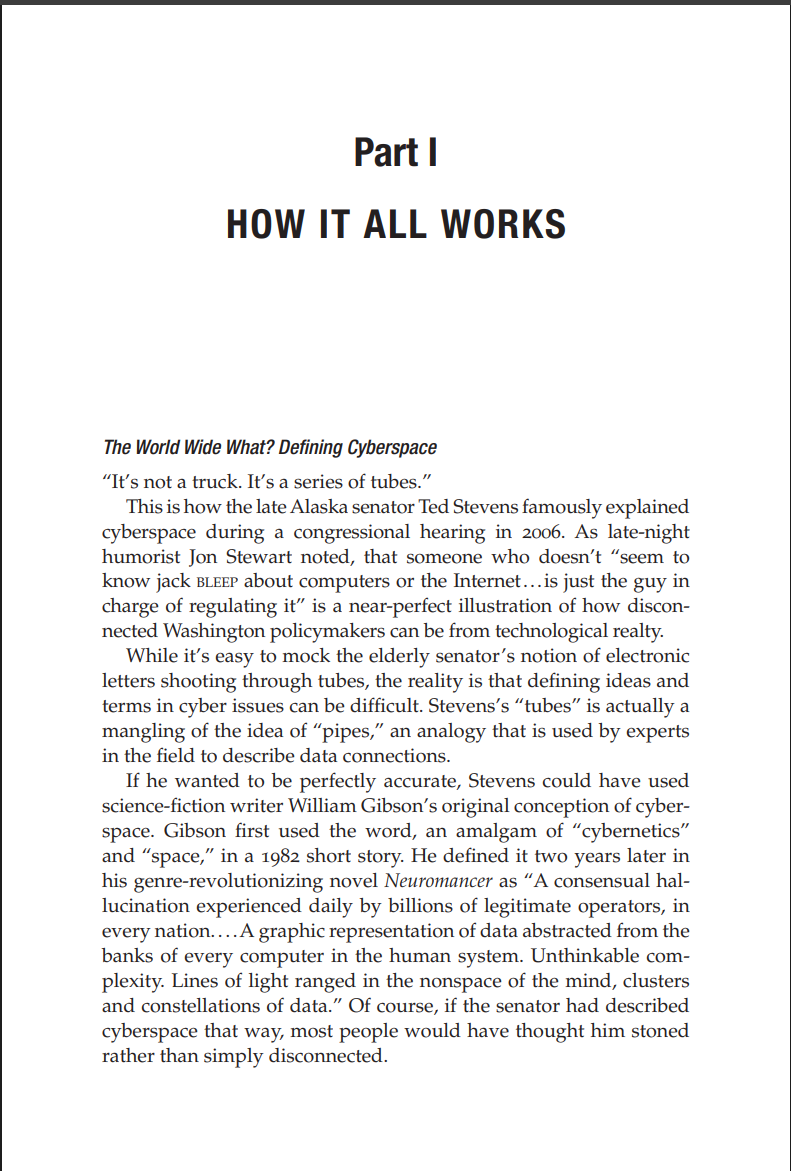 Part I
HOW IT ALL WORKS
The World Wide What? Defining Cyberspace
“It’s not a truck. It’s a series of tubes.”
This is how the late Alaska senator Ted Stevens famously explained
cyberspace during a congressional hearing in 2006. As late-night
humorist Jon Stewart noted, that someone who doesn’t “seem to
know jack BLEEP about computers or the Internet…is just the guy in
charge of regulating it” is a near-perfect illustration of how discon-
nected Washington policymakers can be from technological realty.
While it’s easy to mock the elderly senator’s notion of electronic
letters shooting through tubes, the reality is that defining ideas and
terms in cyber issues can be difficult. Stevens’s “tubes” is actually a
mangling of the idea of “pipes,” an analogy that is used by experts
in the field to describe data connections.
If he wanted to be perfectly accurate, Stevens could have used
science-fiction writer William Gibson’s original conception of cyber-
space. Gibson first used the word, an amalgam of “cybernetics”
and “space,” in a 1982 short story. He defined it two years later in
his genre-revolutionizing novel Neuromancer as “A consensual hal-
lucination experienced daily by billions of legitimate operators, in
every nation.…A graphic representation of data abstracted from the
banks of every computer in the human system. Unthinkable com-
plexity. Lines of light ranged in the nonspace of the mind, clusters
and constellations of data.” Of course, if the senator had described
cyberspace that way, most people would have thought him stoned
rather than simply disconnected.